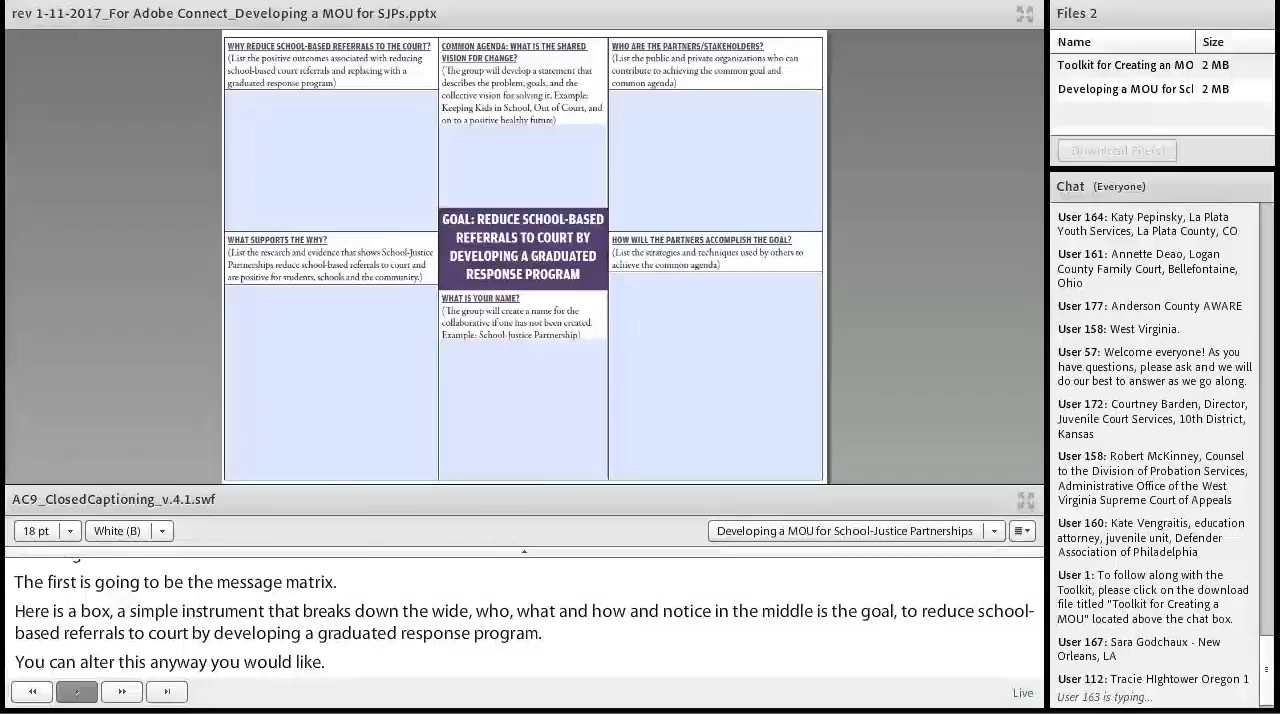 rev 1-11-2017_For Adobe Connect_Developing a MOU for SJPs.pptx
WHY REDUCE SCHOOL-BASED REFERRALS TO THE COURT?
(List the positive outcomes associated with reducing
school-based court referrals and replacing with a
graduated response program)
COMMON AGENDA: WHAT IS THE SHARED
VISION FOR CHANGE?
(The group will develop a statement that
describes the problem, goals, and the
collective vision for solving it. Example:
Keeping Kids in School, Out of Court, and
on to a positive healthy future)
WHO ARE THE PARTNERS/STAKEHOLDERS?
(List the public and private organizations who can
contribute to achieving the common goal and
common agenda)
GOAL: REDUCE SCHOOL-BASED
REFERRALS TO COURT BY
DEVELOPING A GRADUATED
RESPONSE PROGRAM
WHAT SUPPORTS THE WHY?
(List the research and evidence that shows School-Justice
Partnerships reduce school-based referrals to court and
are positive for students, schools and the community.)
WHAT IS YOUR NAME?
(The group will create a name for the
collaborative if one has not been created.
Example: School-Justice Partnership)
HOW WILL THE PARTNERS ACCOMPLISH THE GOAL?
(List the strategies and techniques used by others to
achieve the common agenda)
AC9_ClosedCaptioning_v.4.1.swf
18 pt
White (B)
Developing a MOU for School-Justice Partnerships
The first is going to be the message matrix.
Here is a box, a simple instrument that breaks down the wide, who, what and how and notice in the middle is the goal, to reduce school-
based referrals to court by developing a graduated response program.
You can alter this anyway you would like.
Live
Files 2
Name Size
Toolkit for Creating an MO 2 MB
Developing a MOU for Scl 2 MB
Download File(s)
Chat (Everyone)
User 164: Katy Pepinsky, La Plata
Youth Services, La Plata County, CO
User 161: Annette Deao, Logan
County Family Court, Bellefontaine,
Ohio
User 177: Anderson County AWARE
User 158: West Virginia.
User 57: Welcome everyone! As you
have questions, please ask and we will
do our best to answer as we go along.
User 172: Courtney Barden, Director,
Juvenile Court Services, 10th District,
Kansas
User 158: Robert McKinney, Counsel
to the Division of Probation Services,
Administrative Office of the West
Virginia Supreme Court of Appeals
User 160: Kate Vengraitis, education
attorney, juvenile unit, Defender
Association of Philadelphia
User 1: To follow along with the
Toolkit, please click on the download
file titled "Toolkit for Creating a
MOU" located above the chat box.
User 167: Sara Godchaux - New
Orleans, LA
User 112: Tracie HIghtower Oregon 1
User 163 is typing...